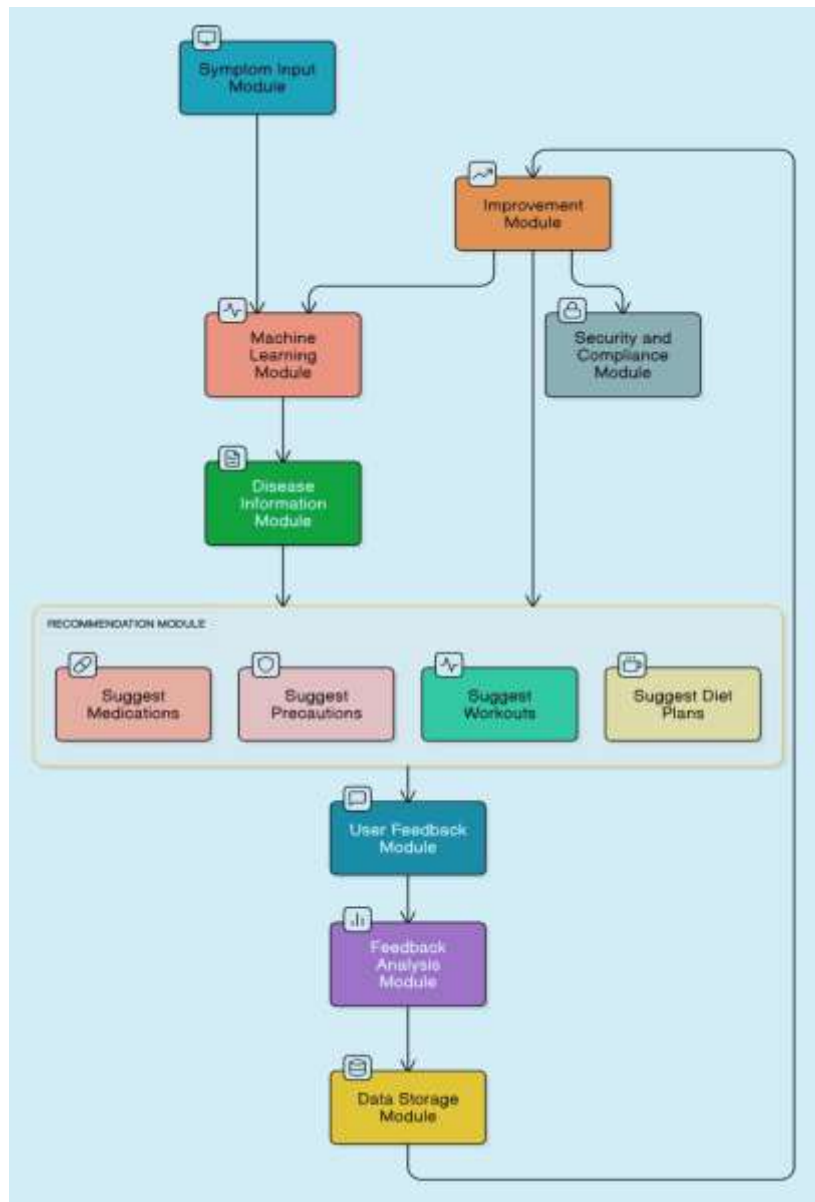 Symptom Input
Module
Improvement
Module
Machine
Learning
Module
Security and
Compliance
Module
Disease
Information
Module
RECOMMENDATION MODULE
Suggest
Medications
Suggest
Precautions
Suggest
Workouts
Suggest Diet
Plans
User Feedback
Module
Feedback
Analysis
Module
Data Storage
Module